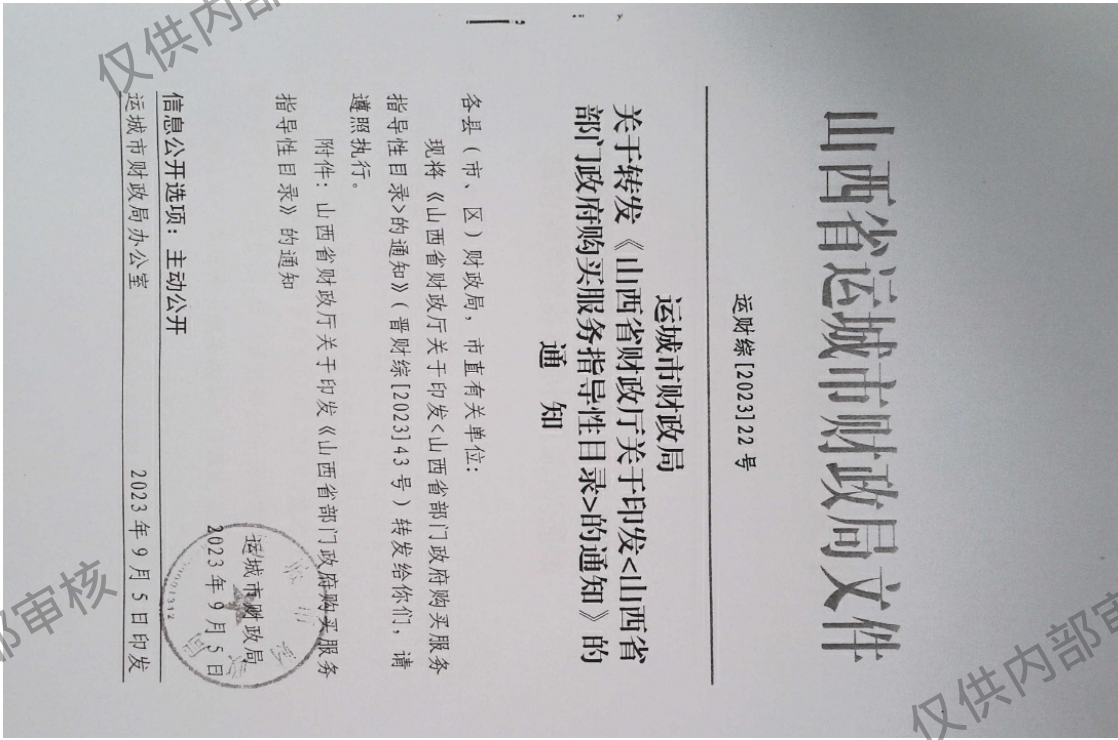 山西省运城市财政局文件
运财综[2023]22号
运城市财政局
关于转发《山西省财政厅关于印发<山西省
部门政府购买服务指导性目录>的通知》的
通 知
各县（市、区）财政局，市直有关单位：
现将《山西省财政厅关于印发<山西省部门政府购买服务
指导性目录>的通知》（晋财综[2023]43号）转发给你们，请
遵照执行。
附件：山西省财政厅关于印发《山西省部门政府购买服务
指导性目录》的通知
运城市财政局
2023年9月5日
信息公开选项：主动公开
运城市财政局办公室 2023年9月5日印发
仅供内部
部审核
仅供内部审